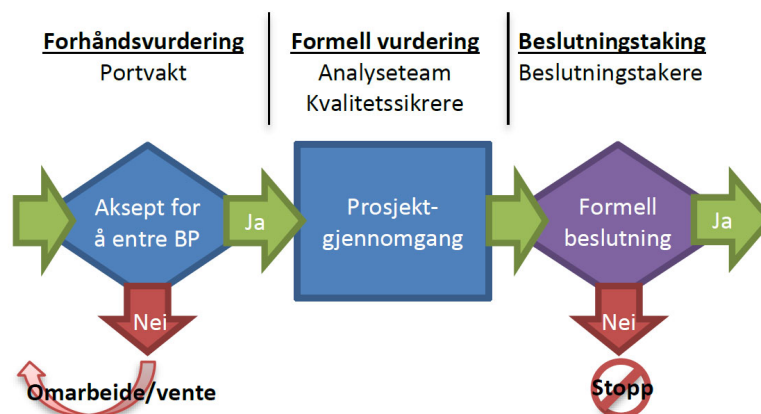 Forhåndsvurdering
Portvakt
Formell vurdering
Analyseteam
Kvalitetssikrere
Beslutningstaking
Beslutningstakere
Aksept for
å entre BP
Ja
Prosjekt-
gjennomgang
Formell
beslutning
Ja
Nei
Nei
Omarbeide/vente
Stopp